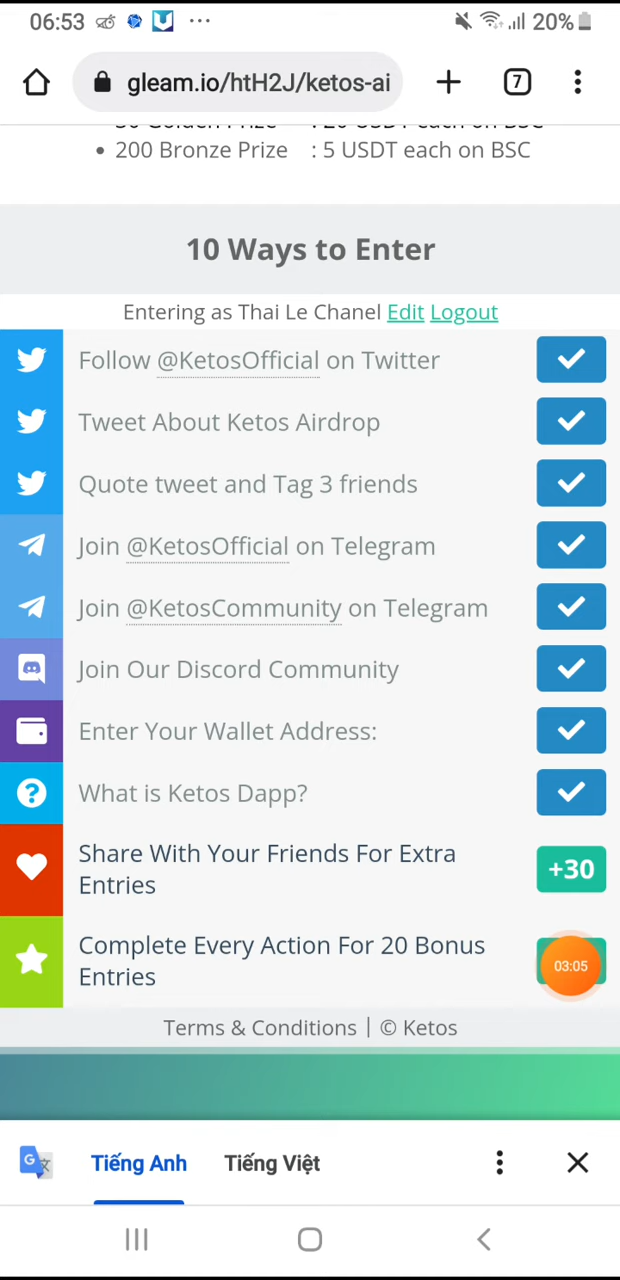 06:53 ... 20%
gleam.io/htH2J/ketos-ai
7
• 200 Bronze Prize : 5 USDT each on BSC
10 Ways to Enter
Entering as Thai Le Chanel Edit Logout
Follow @KetosOfficial on Twitter
Tweet About Ketos Airdrop
Quote tweet and Tag 3 friends
Join @KetosOfficial on Telegram
Join @KetosCommunity on Telegram
Join Our Discord Community
Enter Your Wallet Address:
What is Ketos Dapp?
Share With Your Friends For Extra
Entries
+30
Complete Every Action For 20 Bonus
Entries
03:05
Terms & Conditions | © Ketos
Tiếng Anh Tiếng Việt